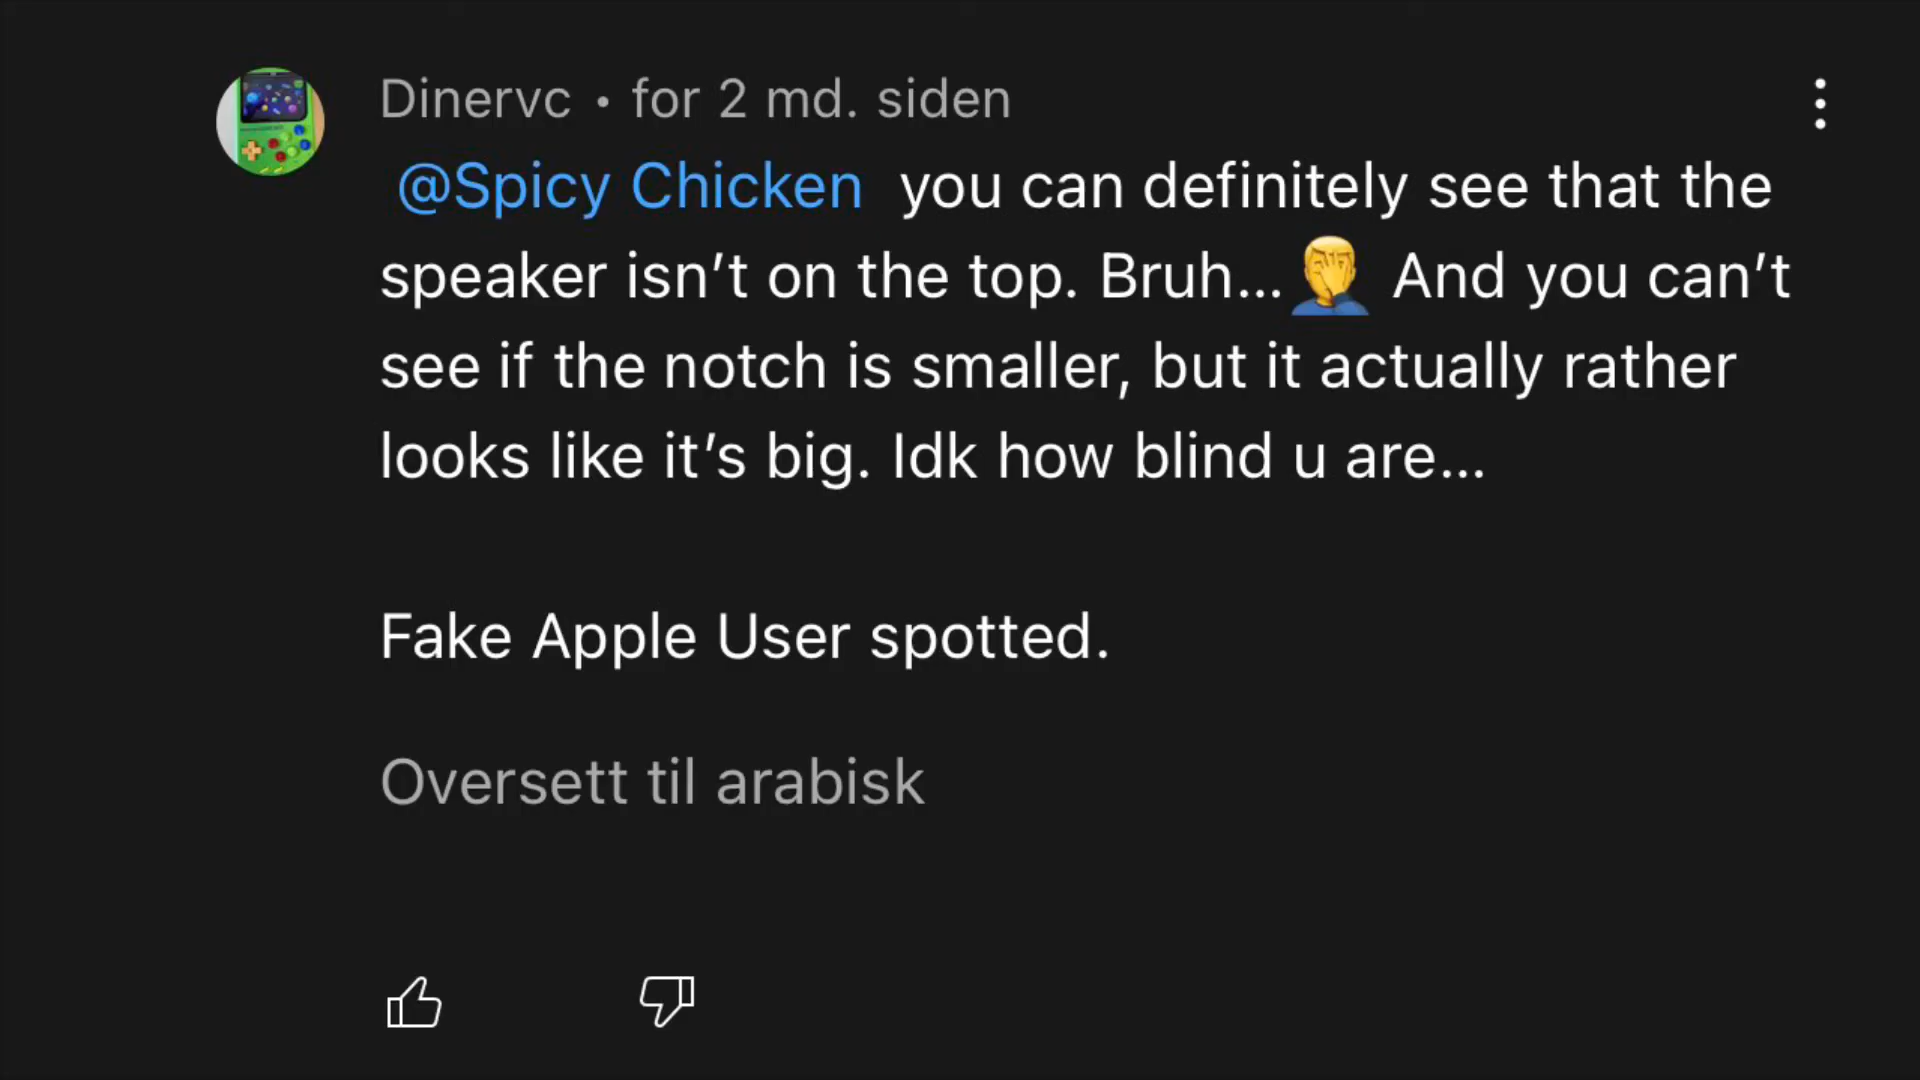 Dinervc • for 2 md. siden
@Spicy Chicken you can definitely see that the
speaker isn’t on the top. Bruh...🤦‍♂️ And you can’t
see if the notch is smaller, but it actually rather
looks like it’s big. Idk how blind u are...
Fake Apple User spotted.
Oversett til arabisk